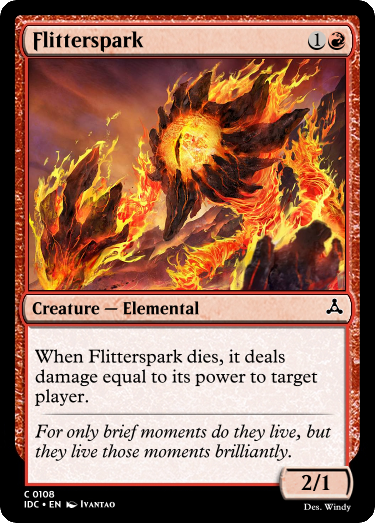 Flitterspark 1
Creature — Elemental
When Flitterspark dies, it deals
damage equal to its power to target
player.
For only brief moments do they live, but
they live those moments brilliantly.
2/1
C 0108
IDC • EN Ivantao
Des. Windy